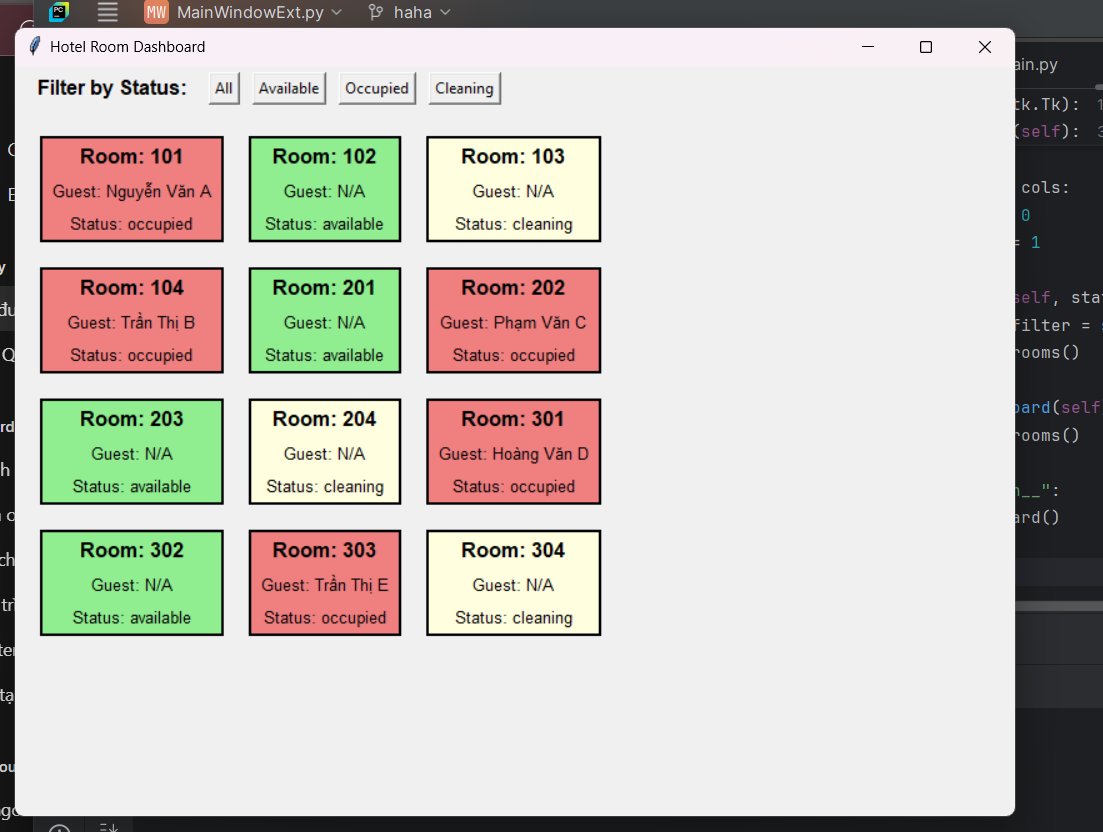 MW MainWindowExt.py haha
Hotel Room Dashboard
Filter by Status: All Available Occupied Cleaning
Room: 101
Guest: Nguyễn Văn A
Status: occupied
Room: 102
Guest: N/A
Status: available
Room: 103
Guest: N/A
Status: cleaning
Room: 104
Guest: Trần Thị B
Status: occupied
Room: 201
Guest: N/A
Status: available
Room: 202
Guest: Phạm Văn C
Status: occupied
Room: 203
Guest: N/A
Status: available
Room: 204
Guest: N/A
Status: cleaning
Room: 301
Guest: Hoàng Văn D
Status: occupied
Room: 302
Guest: N/A
Status: available
Room: 303
Guest: Trần Thị E
Status: occupied
Room: 304
Guest: N/A
Status: cleaning
ain.py
tk.Tk):
(self):
cols:
0
= 1
self, stat
filter =
rooms()
oard(self
rooms()
n__":
ard()